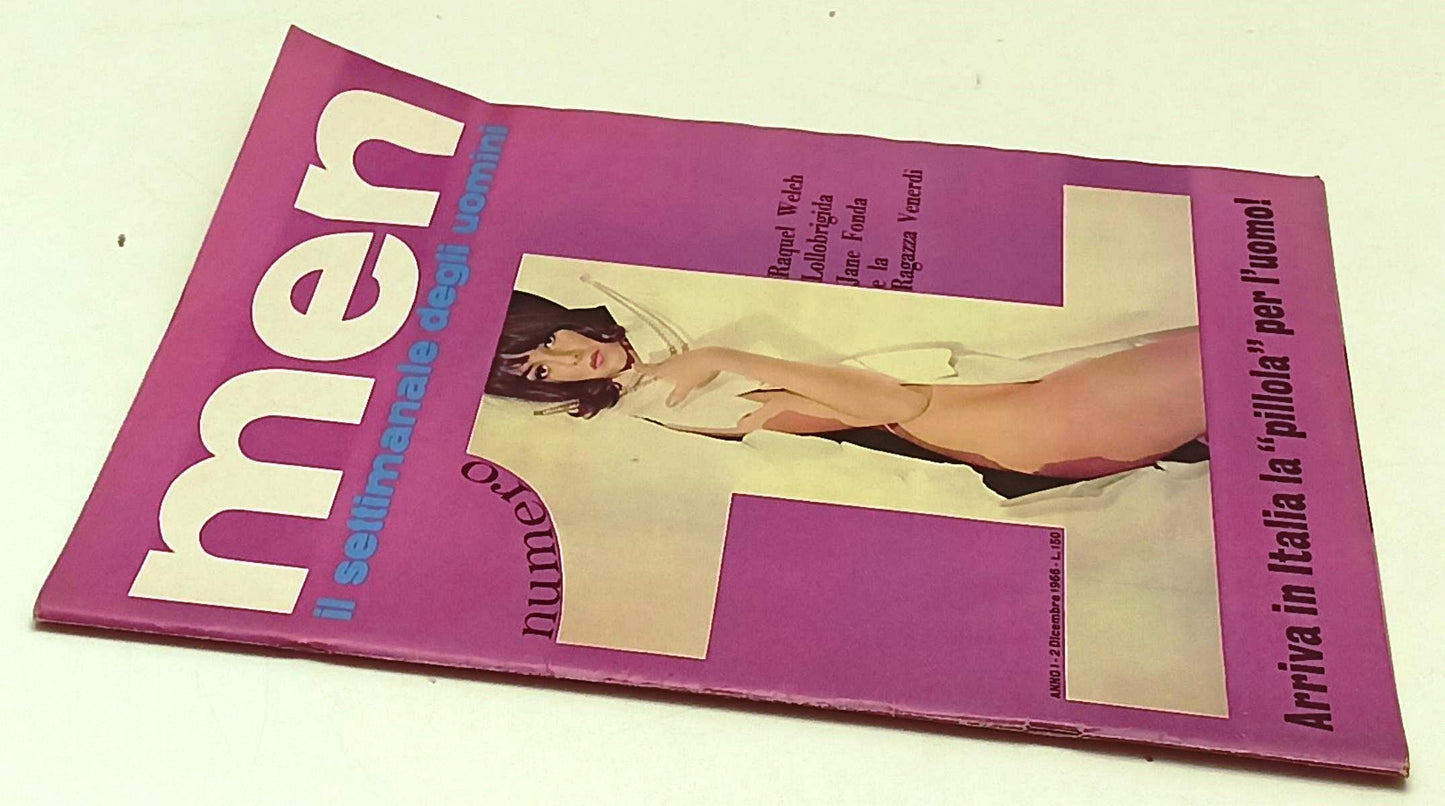 men
il settimanale degli uomini
numero
1
Raquel Welch
Lollobrigida
Jane Fonda
e la
Ragazza Venerdì
ANNO I - 2 Dicembre 1966 - L. 150
Arriva in Italia la "pillola" per l'uomo!